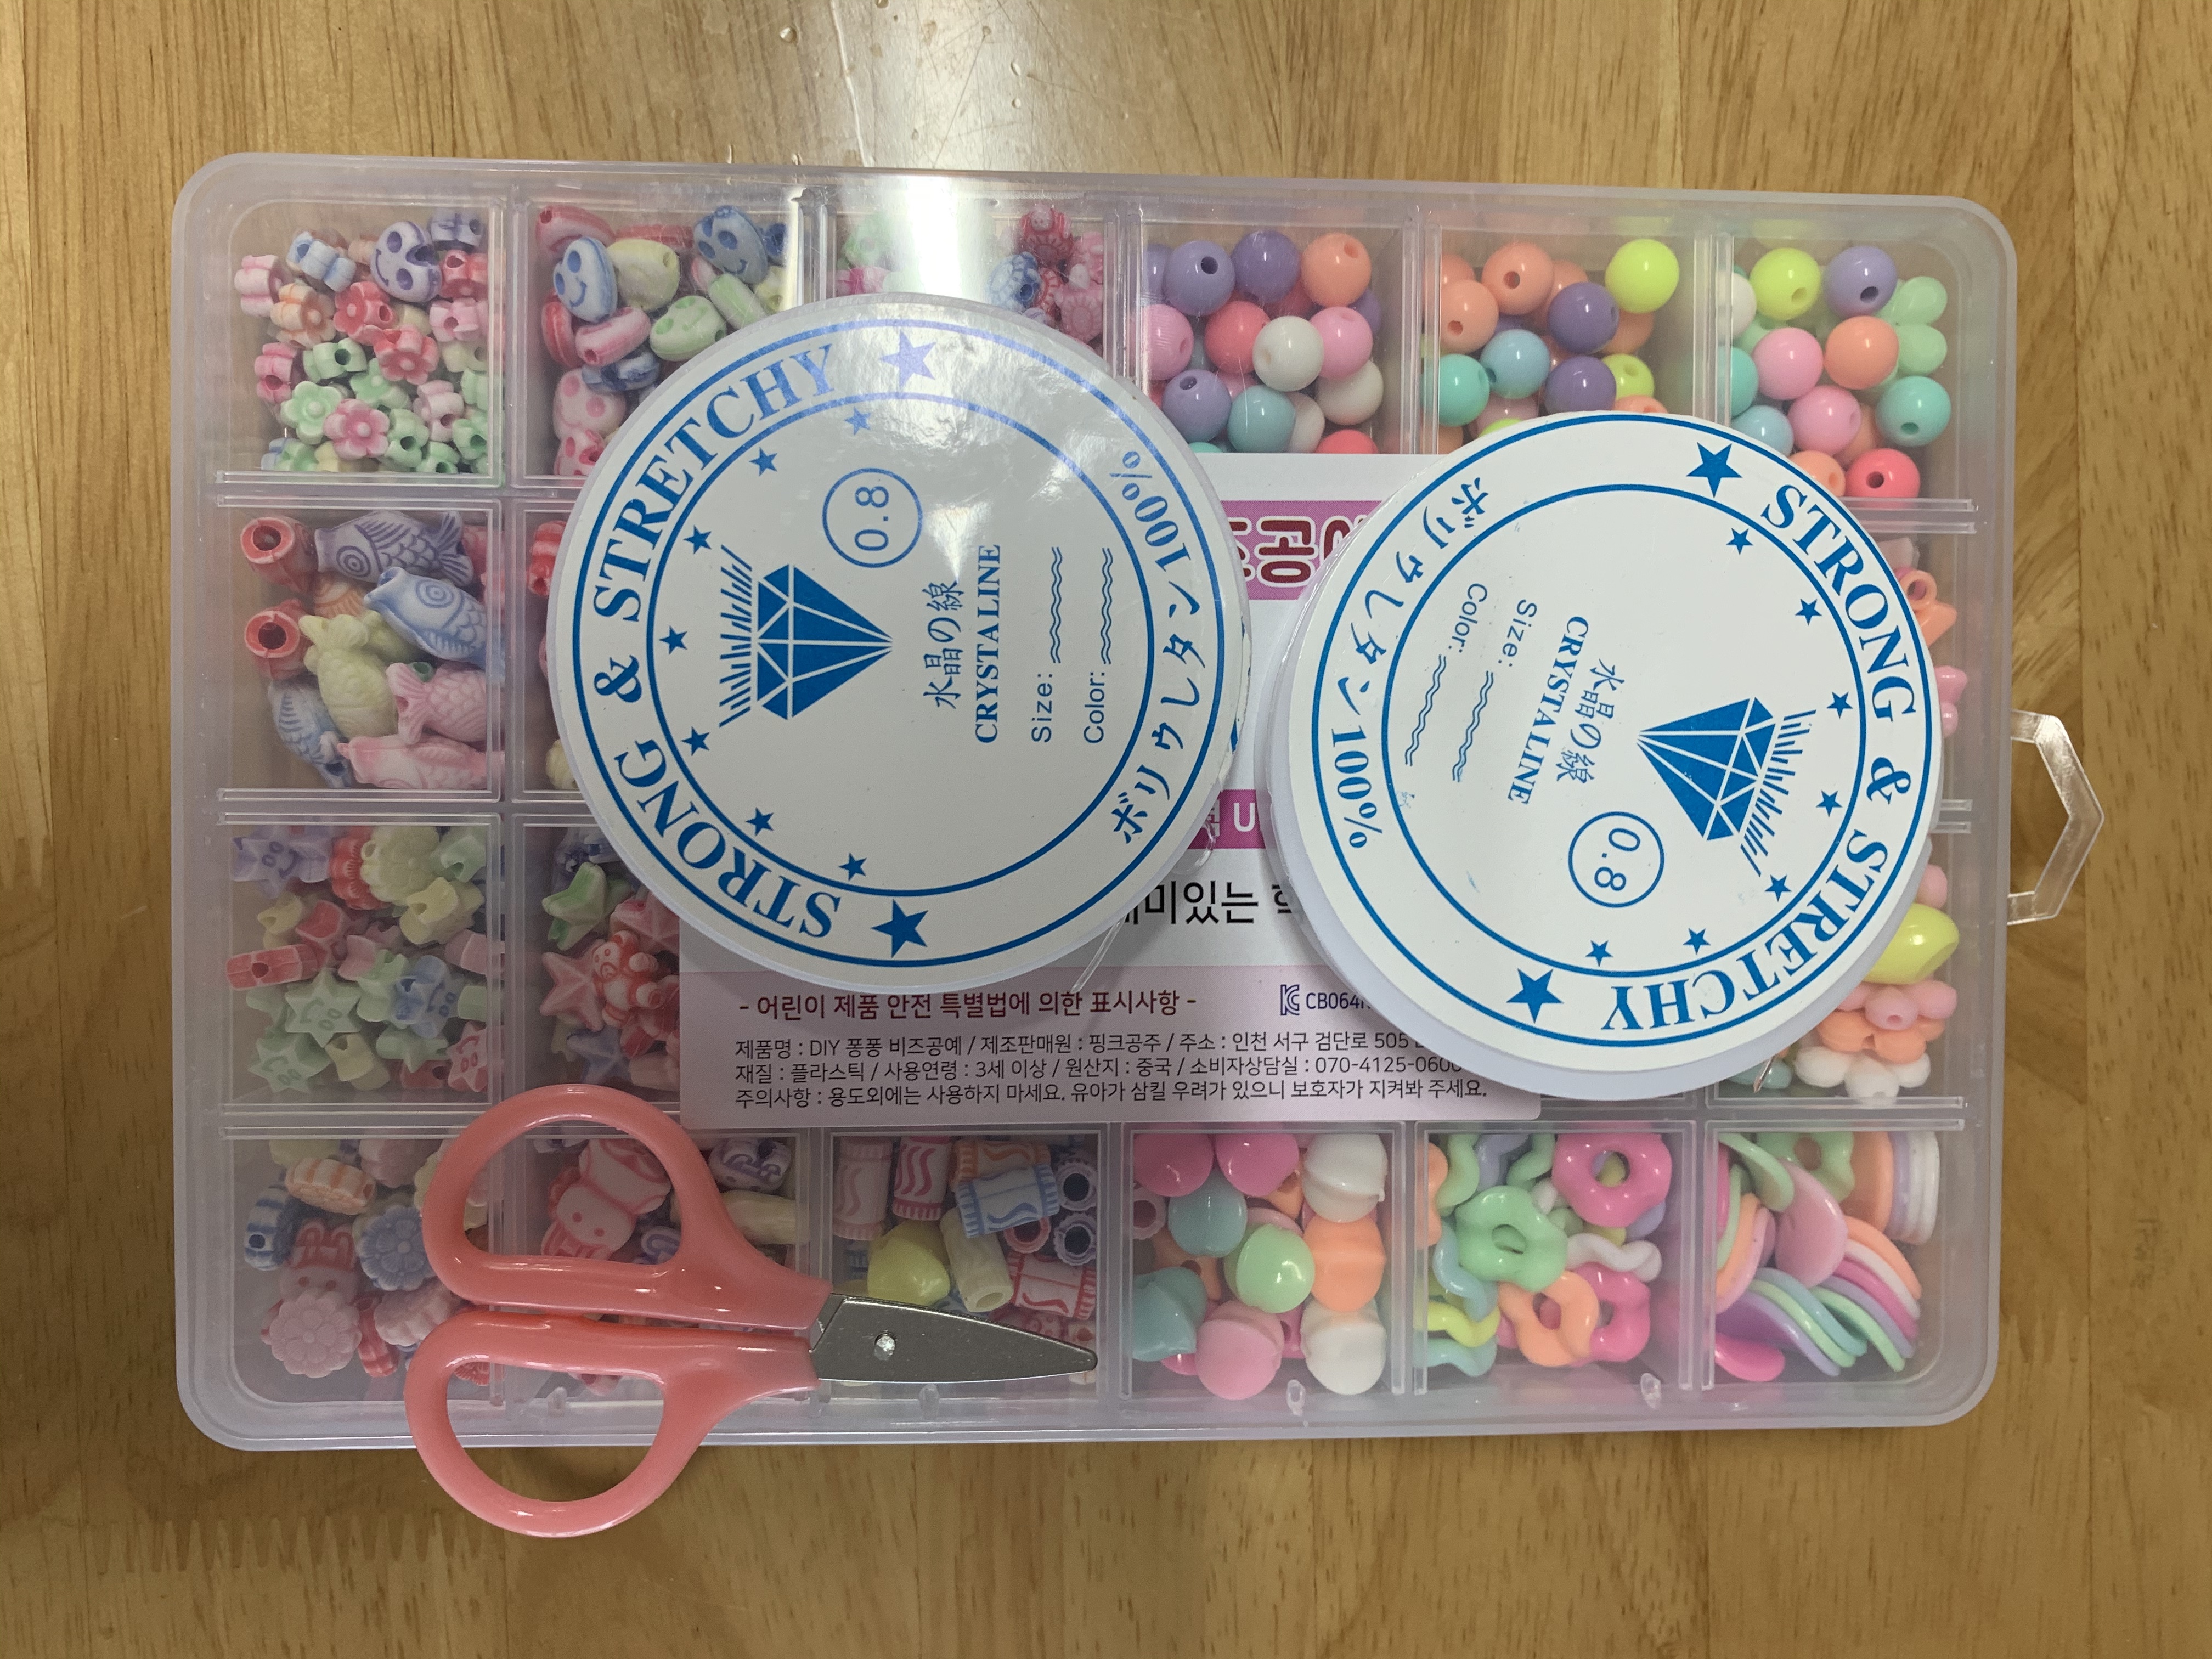 STRONG & STRETCHY
0.8
水晶の線
CRYSTALINE
Size:
Color:
ボリウレタン100%
STRONG & STRETCHY
0.8
水晶の線
CRYSTALINE
Size:
Color:
ボリウレタン100%
공
U
미있는
- 어린이 제품 안전 특별법에 의한 표시사항 -
CB064
제품명 : DIY 퐁퐁 비즈공예 / 제조판매원 : 핑크공주 / 주소 : 인천 서구 검단로 505
재질 : 플라스틱 / 사용연령 : 3세 이상 / 원산지 : 중국 / 소비자상담실 : 070-4125-060
주의사항 : 용도외에는 사용하지 마세요. 유아가 삼킬 우려가 있으니 보호자가 지켜봐 주세요.